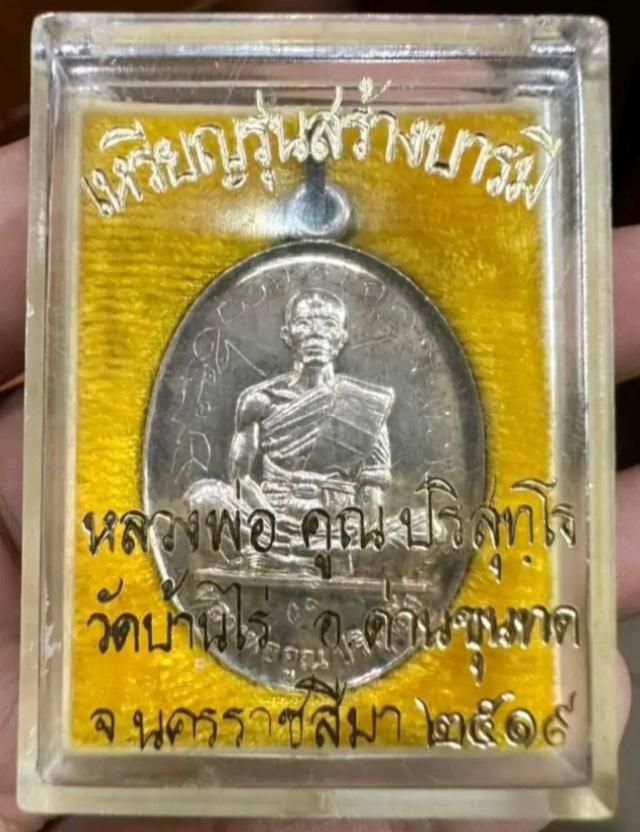 เหรียญรุ่นสร้างบารมี
หลวงพ่อ คูณ ปริสุทโธ
วัดบ้านไร่ อ.ด่านขุนทด
จ นครราชสีมา ๒๕๑๙